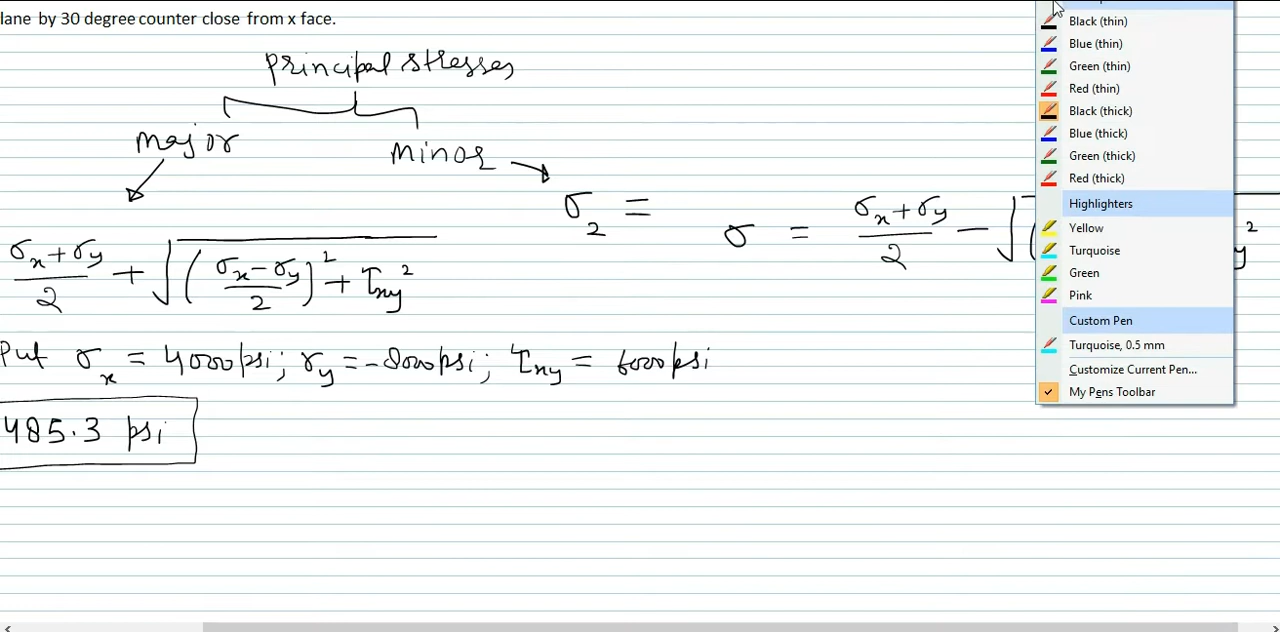 lane by 30 degree counter close from x face.
principal stresses
major
minor
σ₂ =
σ = (σx+σy)/2 − √(
y²
(σx+σy)/2 + √((σx−σy)/2)² + τxy²
Put σx = 4000psi; σy = -8000psi; τxy = 6000psi
485.3 psi
Black (thin)
Blue (thin)
Green (thin)
Red (thin)
Black (thick)
Blue (thick)
Green (thick)
Red (thick)
Highlighters
Yellow
Turquoise
Green
Pink
Custom Pen
Turquoise, 0.5 mm
Customize Current Pen...
My Pens Toolbar